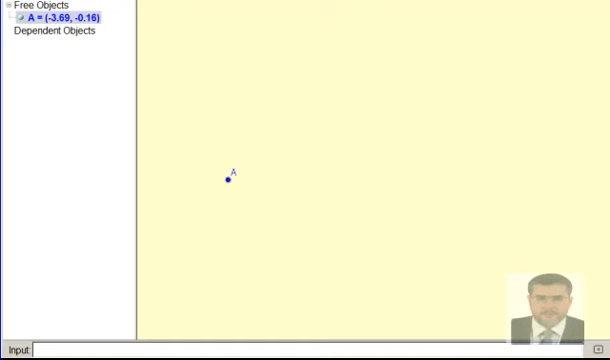 Free Objects
A = (-3.69, -0.16)
Dependent Objects
A
Input: